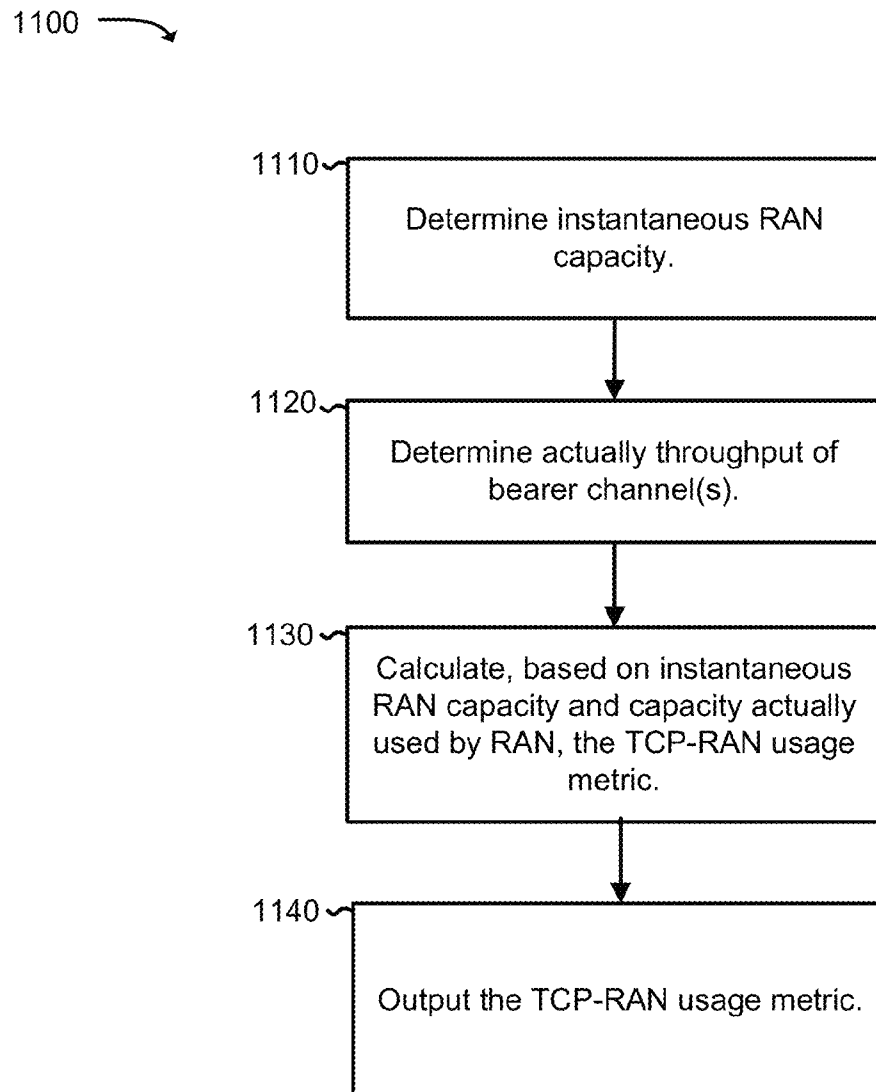 1100
1110
Determine instantaneous RAN
capacity.
1120
Determine actually throughput of
bearer channel(s).
1130
Calculate, based on instantaneous
RAN capacity and capacity actually
used by RAN, the TCP-RAN usage
metric.
1140
Output the TCP-RAN usage metric.